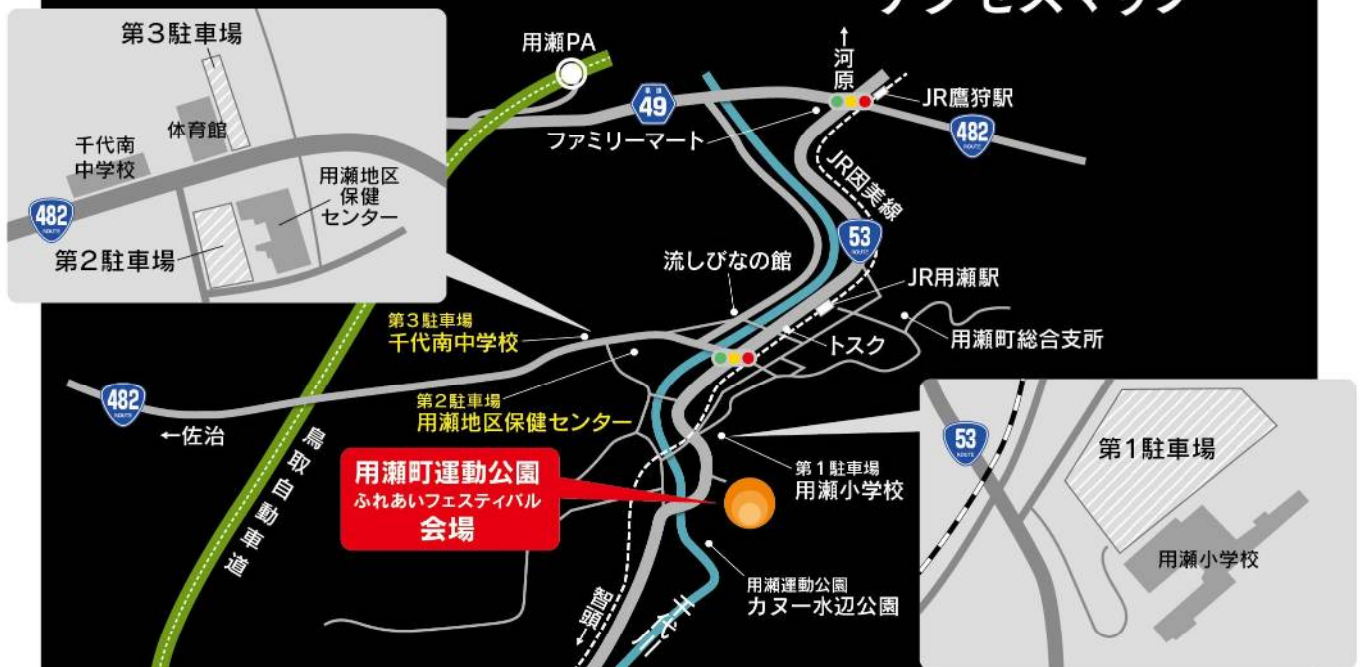 アクセスマップ
第3駐車場
体育館
千代南
中学校
482
ROUTE
用瀬地区
保健
センター
第2駐車場
用瀬PA
県道
49
ファミリーマート
↑
河原
JR鷹狩駅
482
ROUTE
JR因美線
53
ROUTE
流しびなの館
JR用瀬駅
トスク
用瀬町総合支所
第3駐車場
千代南中学校
第2駐車場
用瀬地区保健センター
482
ROUTE
←佐治
鳥取自動車道
用瀬町運動公園
ふれあいフェスティバル
会場
第1駐車場
用瀬小学校
用瀬運動公園
カヌー水辺公園
智頭
↓
千代川
53
ROUTE
第1駐車場
用瀬小学校